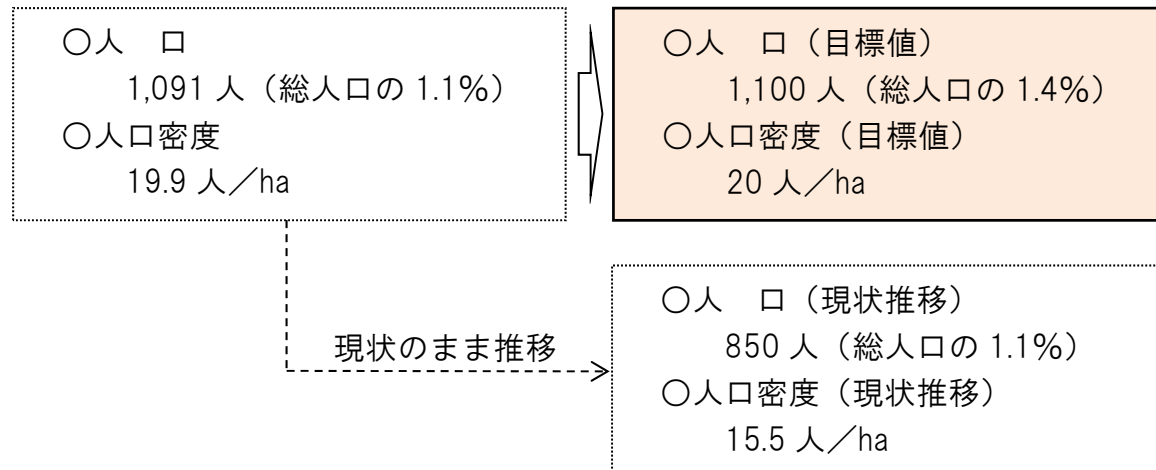 ○人　口
1,091 人（総人口の 1.1%）
○人口密度
19.9 人／ha
○人　口（目標値）
1,100 人（総人口の 1.4%）
○人口密度（目標値）
20 人／ha
現状のまま推移
○人　口（現状推移）
850 人（総人口の 1.1%）
○人口密度（現状推移）
15.5 人／ha